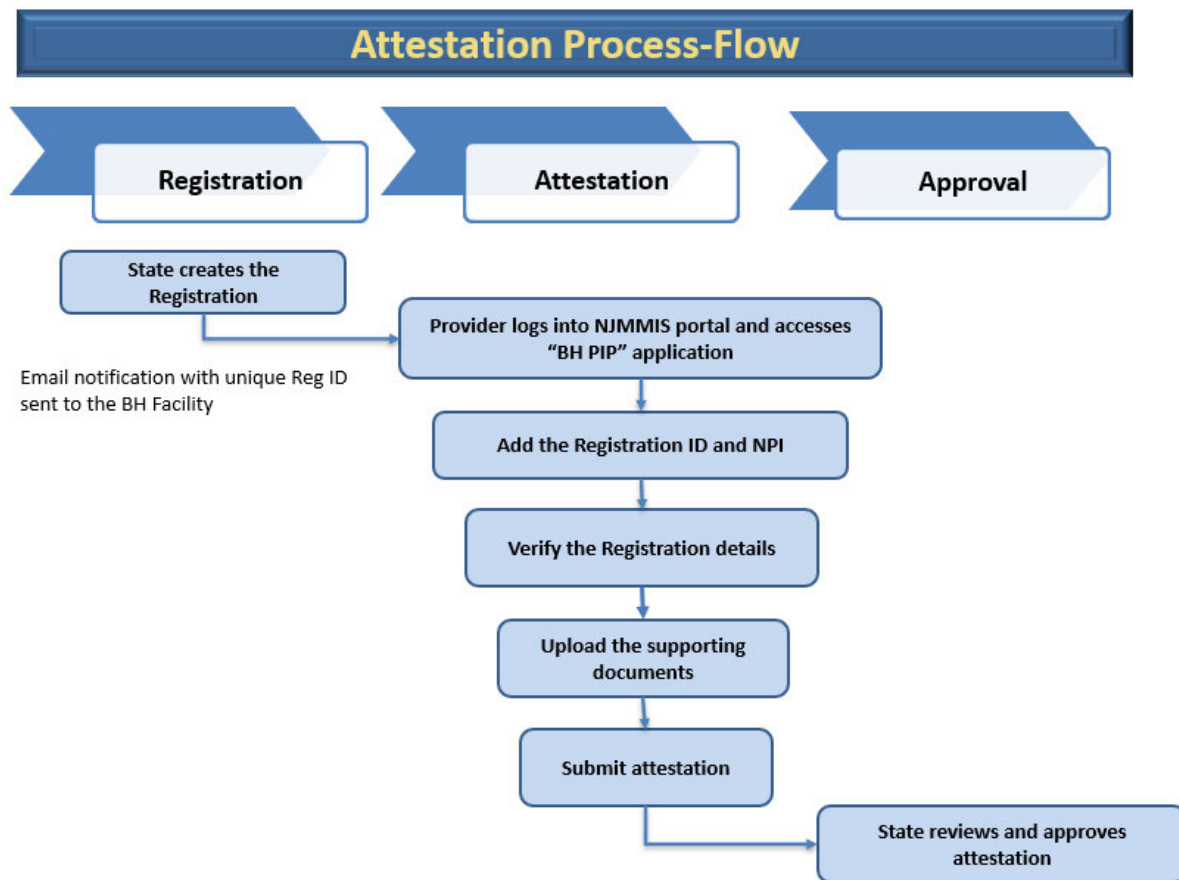 Attestation Process-Flow
Registration
Attestation
Approval
State creates the
Registration
Provider logs into NJMMIS portal and accesses
“BH PIP” application
Email notification with unique Reg ID
sent to the BH Facility
Add the Registration ID and NPI
Verify the Registration details
Upload the supporting
documents
Submit attestation
State reviews and approves
attestation